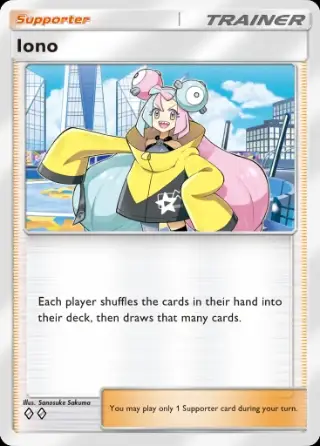 Supporter
TRAINER
Iono
Each player shuffles the cards in their hand into
their deck, then draws that many cards.
Illus. Sanosuke Sakuma
You may play only 1 Supporter card during your turn.